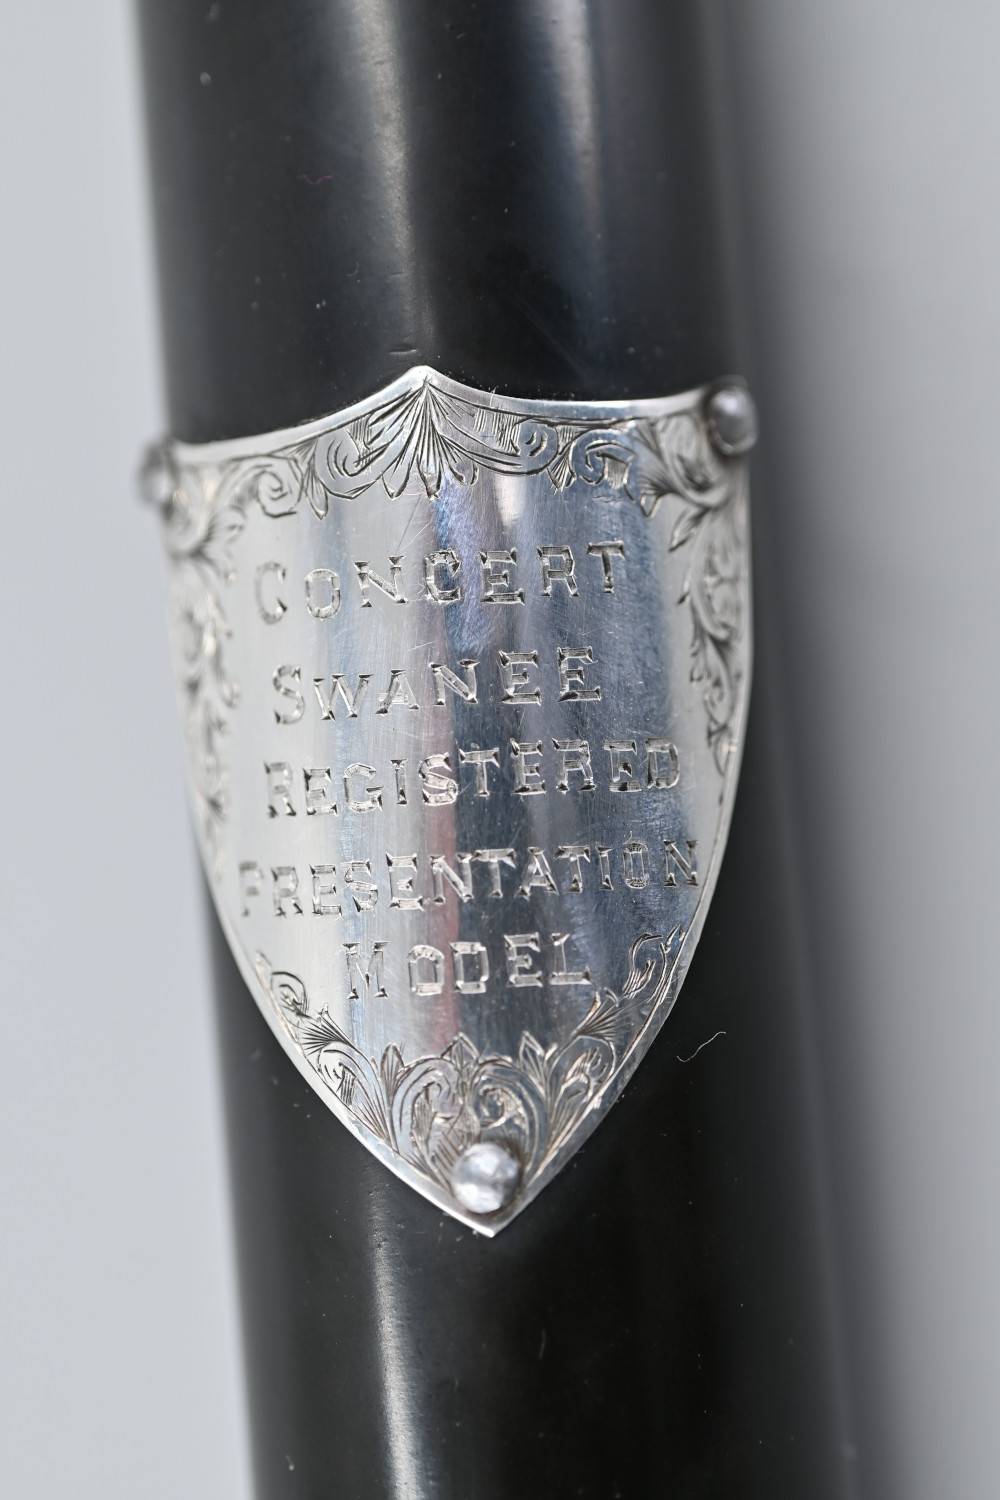 CONCERT
SWANEE
REGISTERED
PRESENTATION
MODEL